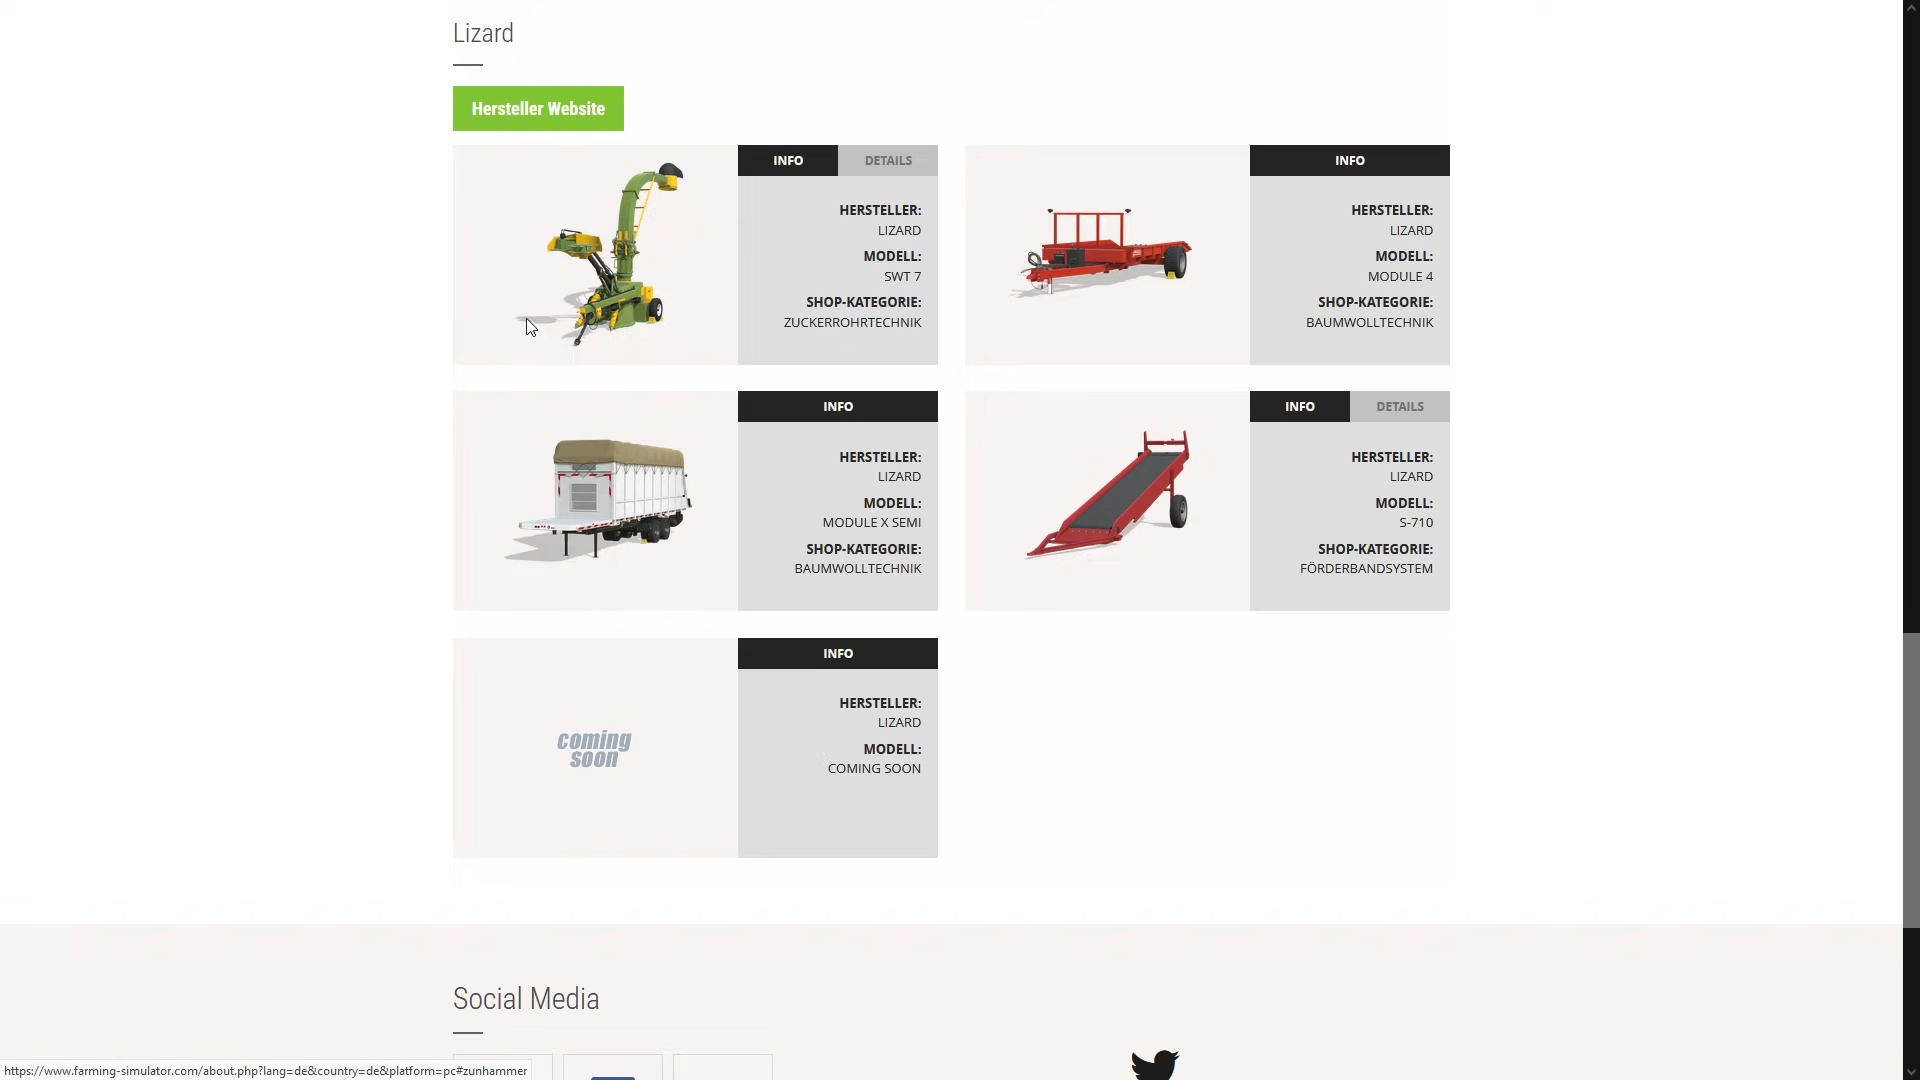 Lizard
Hersteller Website
INFO
DETAILS
HERSTELLER:
LIZARD
MODELL:
SWT 7
SHOP-KATEGORIE:
ZUCKERROHRTECHNIK
INFO
HERSTELLER:
LIZARD
MODELL:
MODULE 4
SHOP-KATEGORIE:
BAUMWOLLTECHNIK
INFO
HERSTELLER:
LIZARD
MODELL:
MODULE X SEMI
SHOP-KATEGORIE:
BAUMWOLLTECHNIK
INFO
DETAILS
HERSTELLER:
LIZARD
MODELL:
S-710
SHOP-KATEGORIE:
FÖRDERBANDSYSTEM
coming
soon
INFO
HERSTELLER:
LIZARD
MODELL:
COMING SOON
Social Media
https://www.farming-simulator.com/about.php?lang=de&country=de&platform=pc#zunhammer